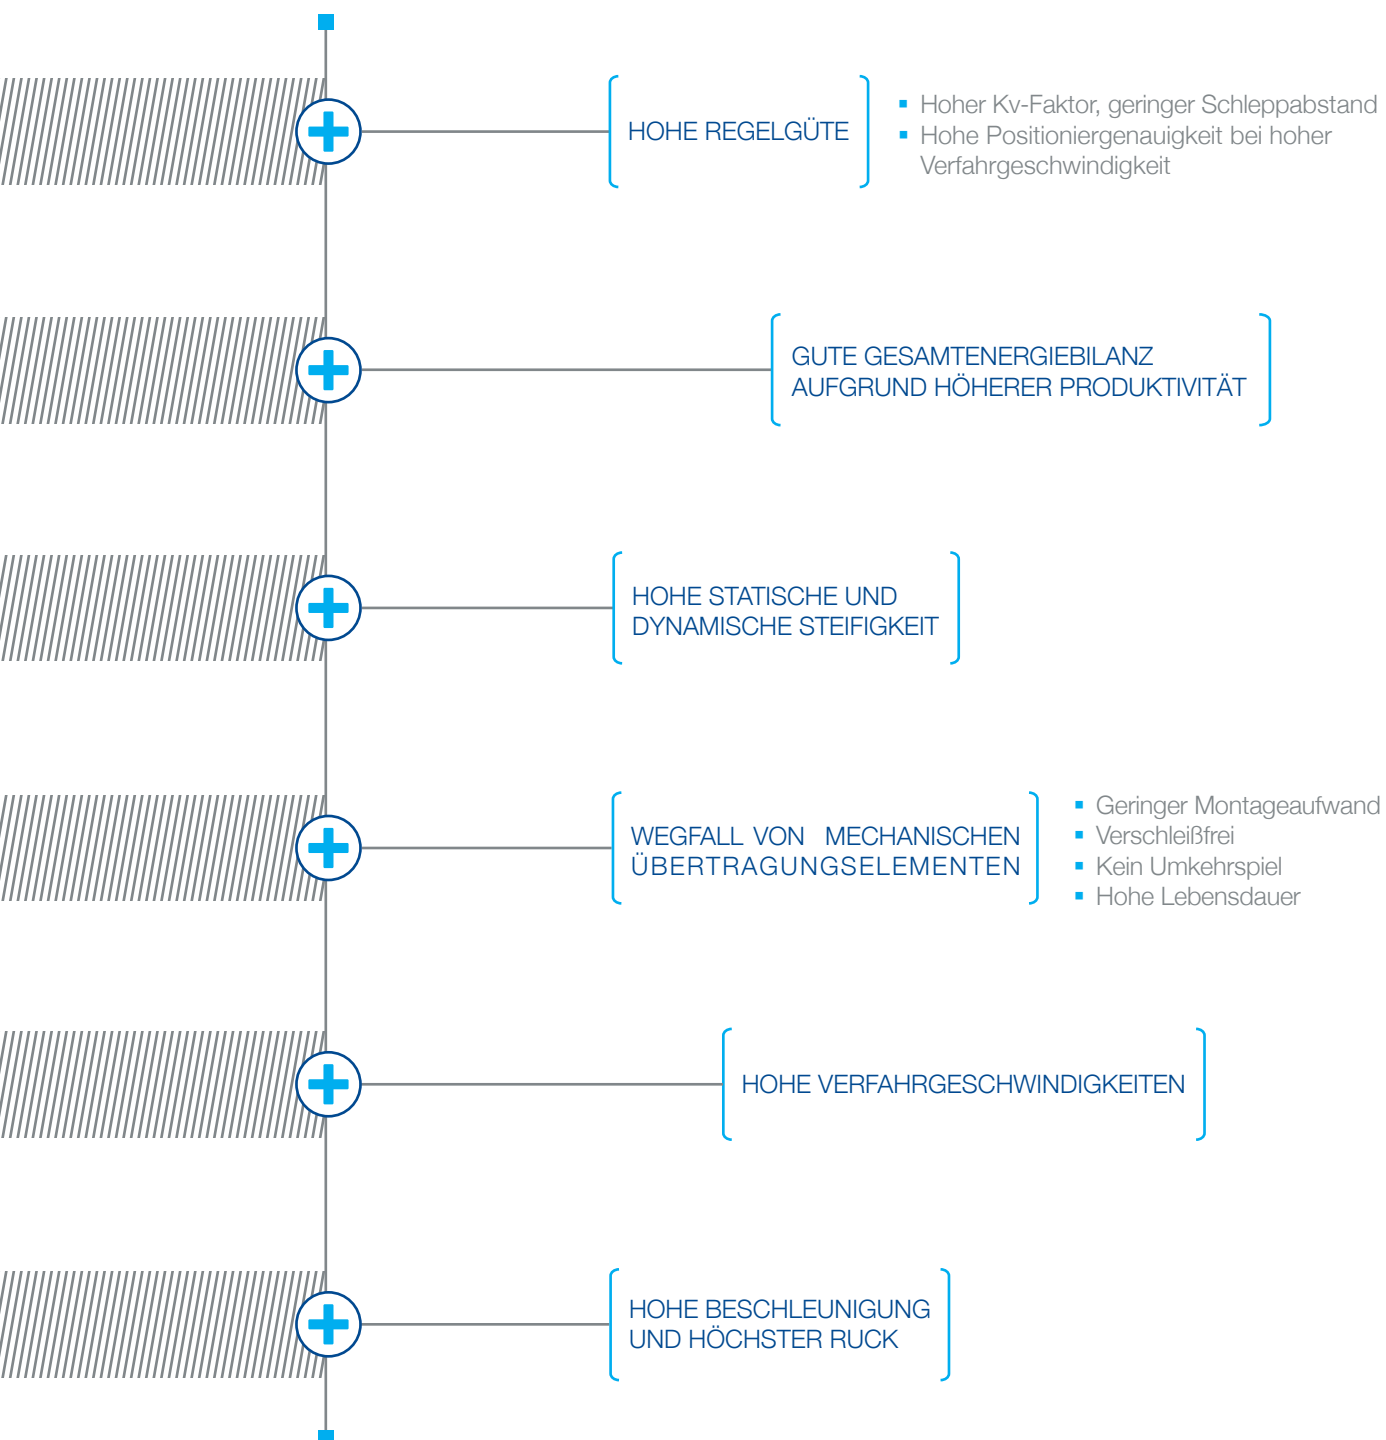 HOHE REGELGÜTE
Hoher Kv-Faktor, geringer Schleppabstand
Hohe Positioniergenauigkeit bei hoher
Verfahrgeschwindigkeit
GUTE GESAMTENERGIEBILANZ
AUFGRUND HÖHERER PRODUKTIVITÄT
HOHE STATISCHE UND
DYNAMISCHE STEIFIGKEIT
WEGFALL VON MECHANISCHEN
ÜBERTRAGUNGSELEMENTEN
Geringer Montageaufwand
Verschleißfrei
Kein Umkehrspiel
Hohe Lebensdauer
HOHE VERFAHRGESCHWINDIGKEITEN
HOHE BESCHLEUNIGUNG
UND HÖCHSTER RUCK